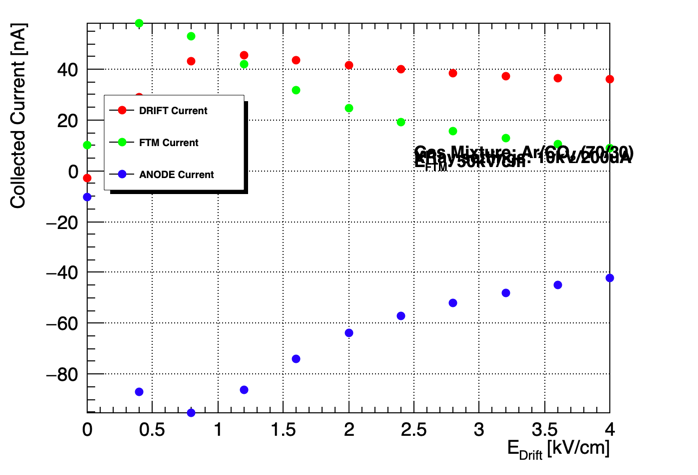 Collected Current [nA]
40
20
0
−20
−40
−60
−80
DRIFT Current
FTM Current
ANODE Current
Gas Mixture: Ar/CO₂ (70/30)
0 0.5 1 1.5 2 2.5 3 3.5 4
E_Drift [kV/cm]